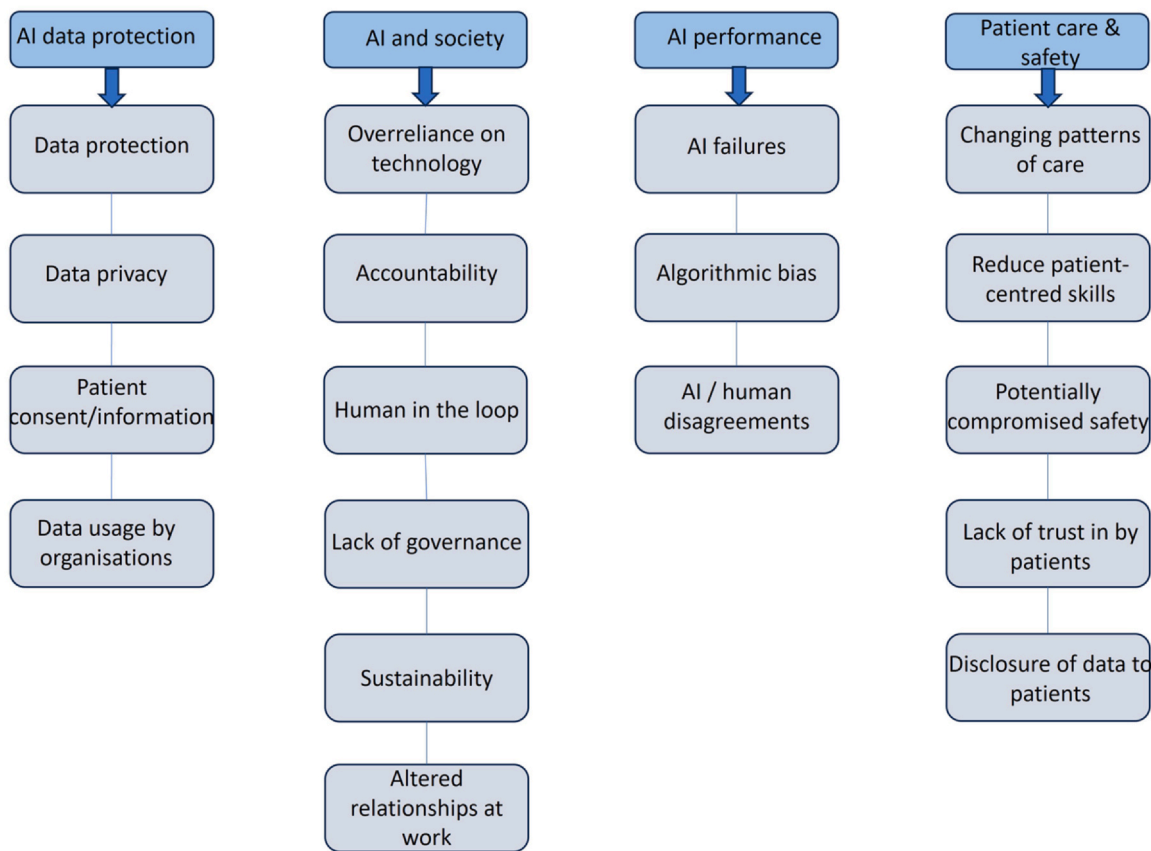 AI data protection
Data protection
Data privacy
Patient
consent/information
Data usage by
organisations
AI and society
Overreliance on
technology
Accountability
Human in the loop
Lack of governance
Sustainability
Altered
relationships at
work
AI performance
AI failures
Algorithmic bias
AI / human
disagreements
Patient care &
safety
Changing patterns
of care
Reduce patient-
centred skills
Potentially
compromised safety
Lack of trust in by
patients
Disclosure of data to
patients